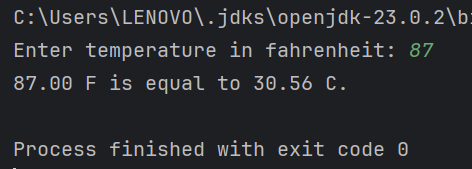 C:\Users\LENOVO\.jdks\openjdk-23.0.2\b
Enter temperature in fahrenheit: 87
87.00 F is equal to 30.56 C.
Process finished with exit code 0